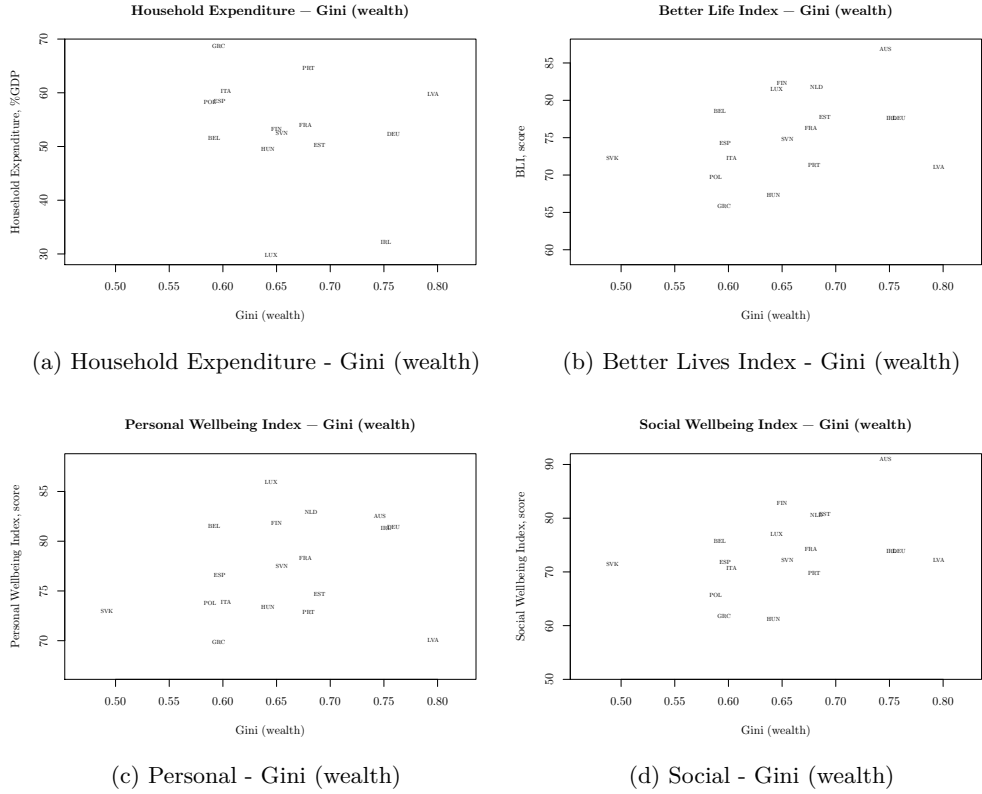 Household Expenditure − Gini (wealth)
Household Expenditure, %GDP
70
60
50
40
30
GRC
PRT
ITA
LVA
POL ESP
FRA
FIN
SVN
DEU
BEL
EST
HUN
IRL
LUX
0.50 0.55 0.60 0.65 0.70 0.75 0.80
Gini (wealth)
(a) Household Expenditure - Gini (wealth)
Better Life Index − Gini (wealth)
BLI, score
85
80
75
70
65
60
AUS
FIN
LUX
NLD
BEL
EST
IRL DEU
FRA
SVN
ESP
SVK
ITA
PRT
LVA
POL
HUN
GRC
0.50 0.55 0.60 0.65 0.70 0.75 0.80
Gini (wealth)
(b) Better Lives Index - Gini (wealth)
Personal Wellbeing Index − Gini (wealth)
Personal Wellbeing Index, score
85
80
75
70
LUX
NLD
AUS
FIN
BEL
IRL DEU
FRA
SVN
ESP
EST
POL ITA
HUN
SVK
PRT
GRC
LVA
0.50 0.55 0.60 0.65 0.70 0.75 0.80
Gini (wealth)
(c) Personal - Gini (wealth)
Social Wellbeing Index − Gini (wealth)
Social Wellbeing Index, score
90
80
70
60
50
AUS
FIN
NLD EST
LUX
BEL
FRA
IRL DEU
SVN
LVA
ESP
SVK
ITA
PRT
POL
GRC
HUN
0.50 0.55 0.60 0.65 0.70 0.75 0.80
Gini (wealth)
(d) Social - Gini (wealth)